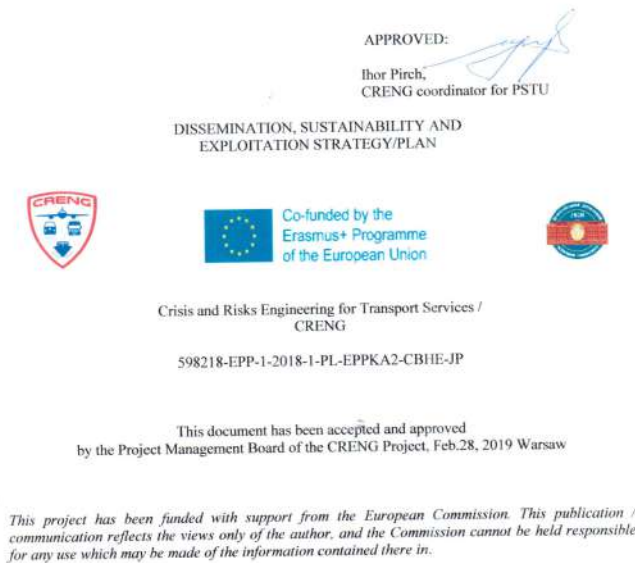 APPROVED:
Ihor Pirch,
CRENG coordinator for PSTU
DISSEMINATION, SUSTAINABILITY AND
EXPLOITATION STRATEGY/PLAN
CRENG
Co-funded by the
Erasmus+ Programme
of the European Union
Crisis and Risks Engineering for Transport Services /
CRENG
598218-EPP-1-2018-1-PL-EPPKA2-CBHE-JP
This document has been accepted and approved
by the Project Management Board of the CRENG Project, Feb.28, 2019 Warsaw
This project has been funded with support from the European Commission. This publication /
communication reflects the views only of the author, and the Commission cannot be held responsible
for any use which may be made of the information contained there in.